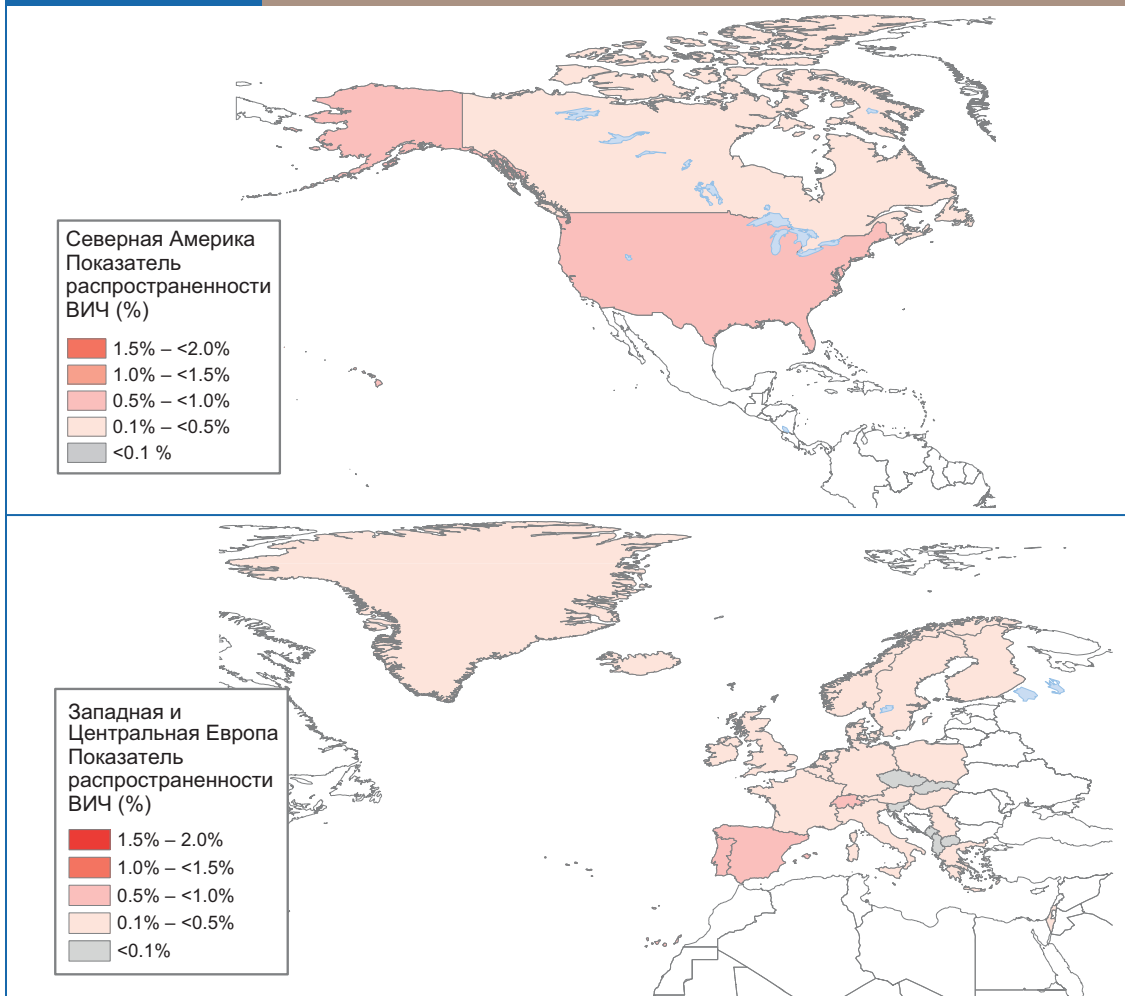 Северная Америка
Показатель
распространенности
ВИЧ (%)
1.5% – <2.0%
1.0% – <1.5%
0.5% – <1.0%
0.1% – <0.5%
<0.1 %
Западная и
Центральная Европа
Показатель
распространенности
ВИЧ (%)
1.5% – 2.0%
1.0% – <1.5%
0.5% – <1.0%
0.1% – <0.5%
<0.1%